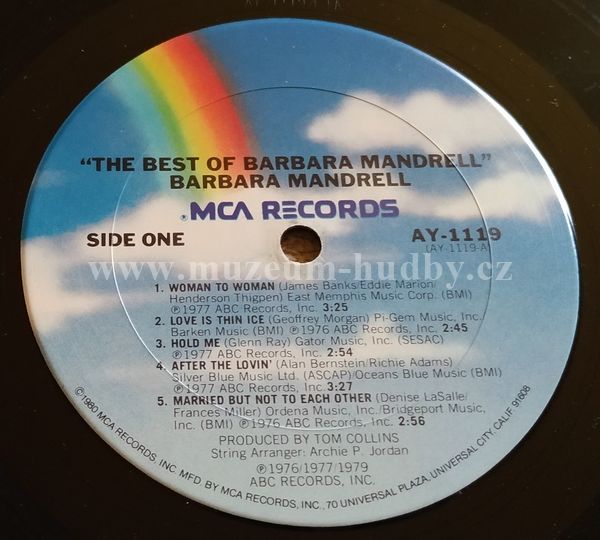 "THE BEST OF BARBARA MANDRELL"
BARBARA MANDRELL
® MCA RECORDS
SIDE ONE
AY-1119
(AY-1119-A)
www.muzeum-hudby.cz
1. WOMAN TO WOMAN (James Banks/Eddie Marion/
Henderson Thigpen) East Memphis Music Corp. (BMI)
℗1977 ABC Records, Inc. 3:25
2. LOVE IS THIN ICE (Geoffrey Morgan) Pi-Gem Music, Inc.
Barken Music (BMI) ℗1976 ABC Records, Inc. 2:45
3. HOLD ME (Glenn Ray) Gator Music, Inc. (SESAC)
℗1977 ABC Records, Inc. 2:54
4. AFTER THE LOVIN' (Alan Bernstein/Richie Adams)
Silver Blue Music Ltd. (ASCAP)/Oceans Blue Music (BMI)
℗1977 ABC Records, Inc. 3:27
5. MARRIED BUT NOT TO EACH OTHER (Denise LaSalle/
Frances Miller) Ordena Music, Inc./Bridgeport Music,
Inc. (BMI) ℗1976 ABC Records, Inc. 2:56
PRODUCED BY TOM COLLINS
String Arranger: Archie P. Jordan
℗1976/1977/1979
ABC RECORDS, INC.
©1980 MCA RECORDS, INC. MFD. BY MCA RECORDS, INC., 70 UNIVERSAL PLAZA, UNIVERSAL CITY, CALIF. 91608